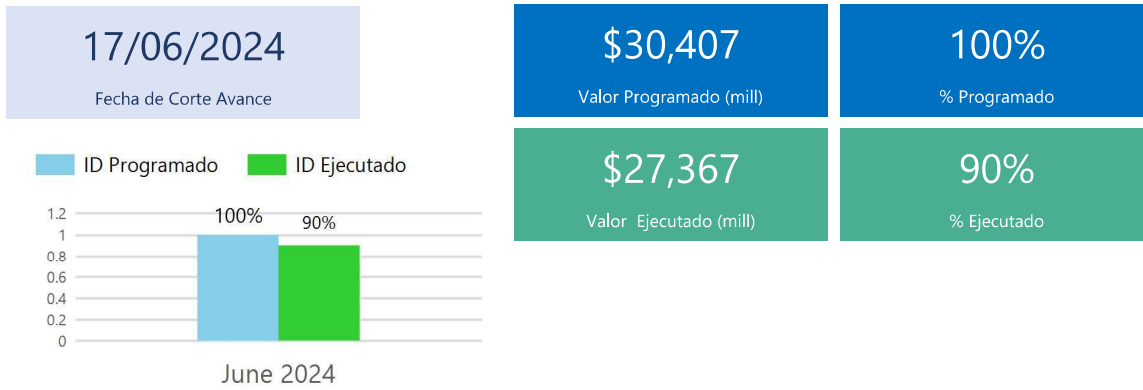 17/06/2024
Fecha de Corte Avance
$30,407
Valor Programado (mill)
100%
% Programado
$27,367
Valor Ejecutado (mill)
90%
% Ejecutado
ID Programado
ID Ejecutado
1.2
1
0.8
0.6
0.4
0.2
0
100%
90%
June 2024